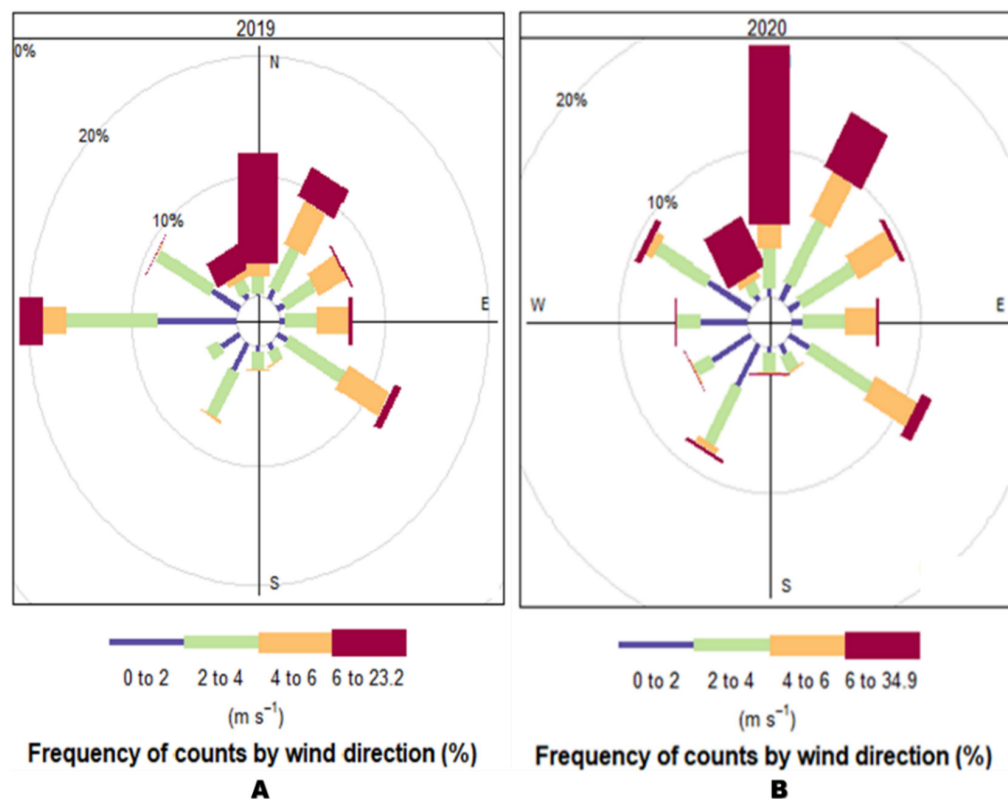 2019
0%
N
20%
10%
E
S
0 to 2 2 to 4 4 to 6 6 to 23.2
(m s⁻¹)
Frequency of counts by wind direction (%)
A
2020
20%
10%
W
E
S
0 to 2 2 to 4 4 to 6 6 to 34.9
(m s⁻¹)
Frequency of counts by wind direction (%)
B